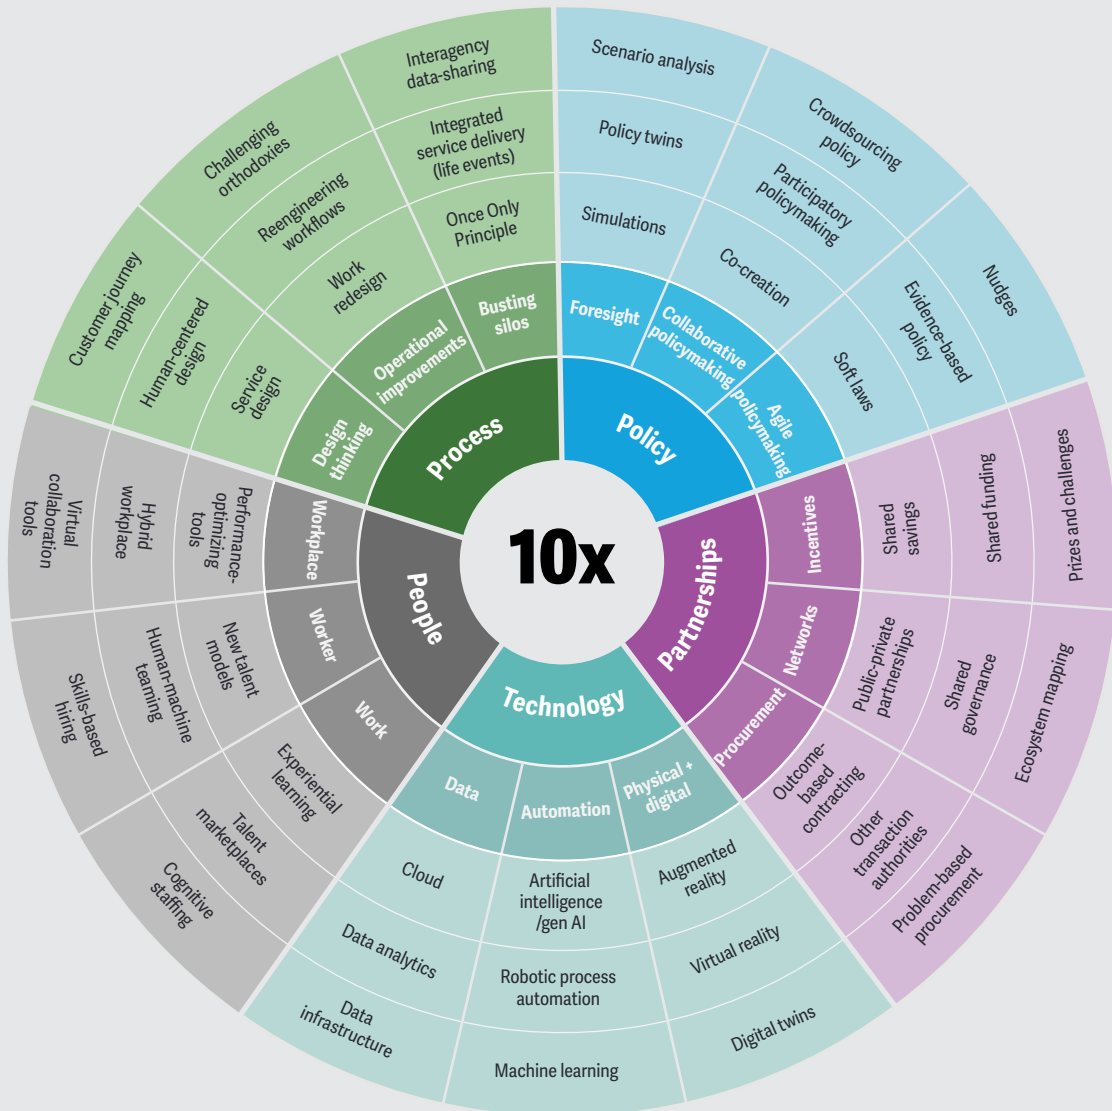 10x
Process
Design
thinking
Service
design
Human-centered
design
Customer journey
mapping
Operational
improvements
Work
redesign
Reengineering
workflows
Challenging
orthodoxies
Busting
silos
Once Only
Principle
Integrated
service delivery
(life events)
Interagency
data-sharing
Policy
Foresight
Simulations
Policy twins
Scenario analysis
Collaborative
policymaking
Co-creation
Participatory
policymaking
Crowdsourcing
policy
Agile
policymaking
Soft laws
Evidence-based
policy
Nudges
Partnerships
Incentives
Shared
savings
Shared funding
Prizes and challenges
Networks
Public-private
partnerships
Shared
governance
Ecosystem mapping
Procurement
Outcome-
based
contracting
Other
transaction
authorities
Problem-based
procurement
Technology
Physical +
digital
Augmented
reality
Virtual reality
Digital twins
Automation
Artificial
intelligence
/gen AI
Robotic process
automation
Machine learning
Data
Cloud
Data analytics
Data
infrastructure
People
Work
Experiential
learning
Talent
marketplaces
Cognitive
staffing
Worker
New talent
models
Human-machine
teaming
Skills-based
hiring
Workplace
Performance-
optimizing
tools
Hybrid
workplace
Virtual
collaboration
tools